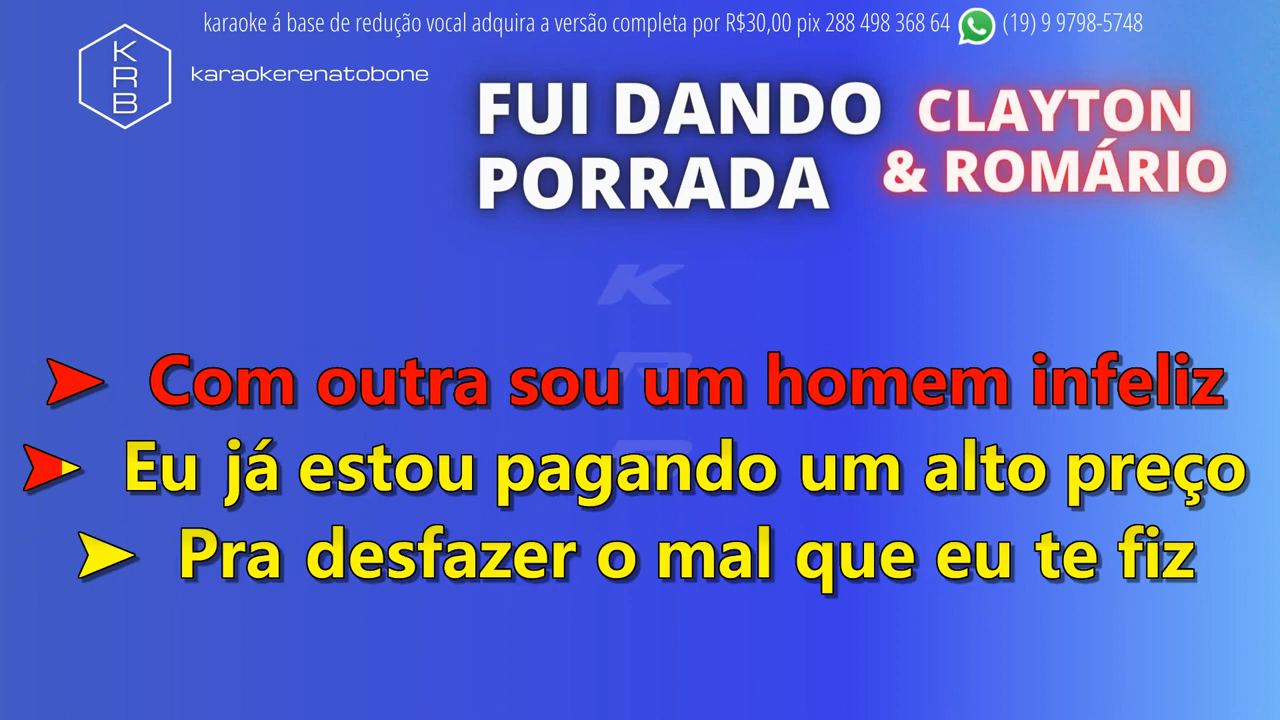 karaoke á base de redução vocal adquira a versão completa por R$30,00 pix 288 498 368 64 (19) 9 9798-5748
K
R
B
karaokerenatobone
FUI DANDO
PORRADA
CLAYTON
& ROMÁRIO
K
R
B
➤ Com outra sou um homem infeliz
➤ Eu já estou pagando um alto preço
➤ Pra desfazer o mal que eu te fiz